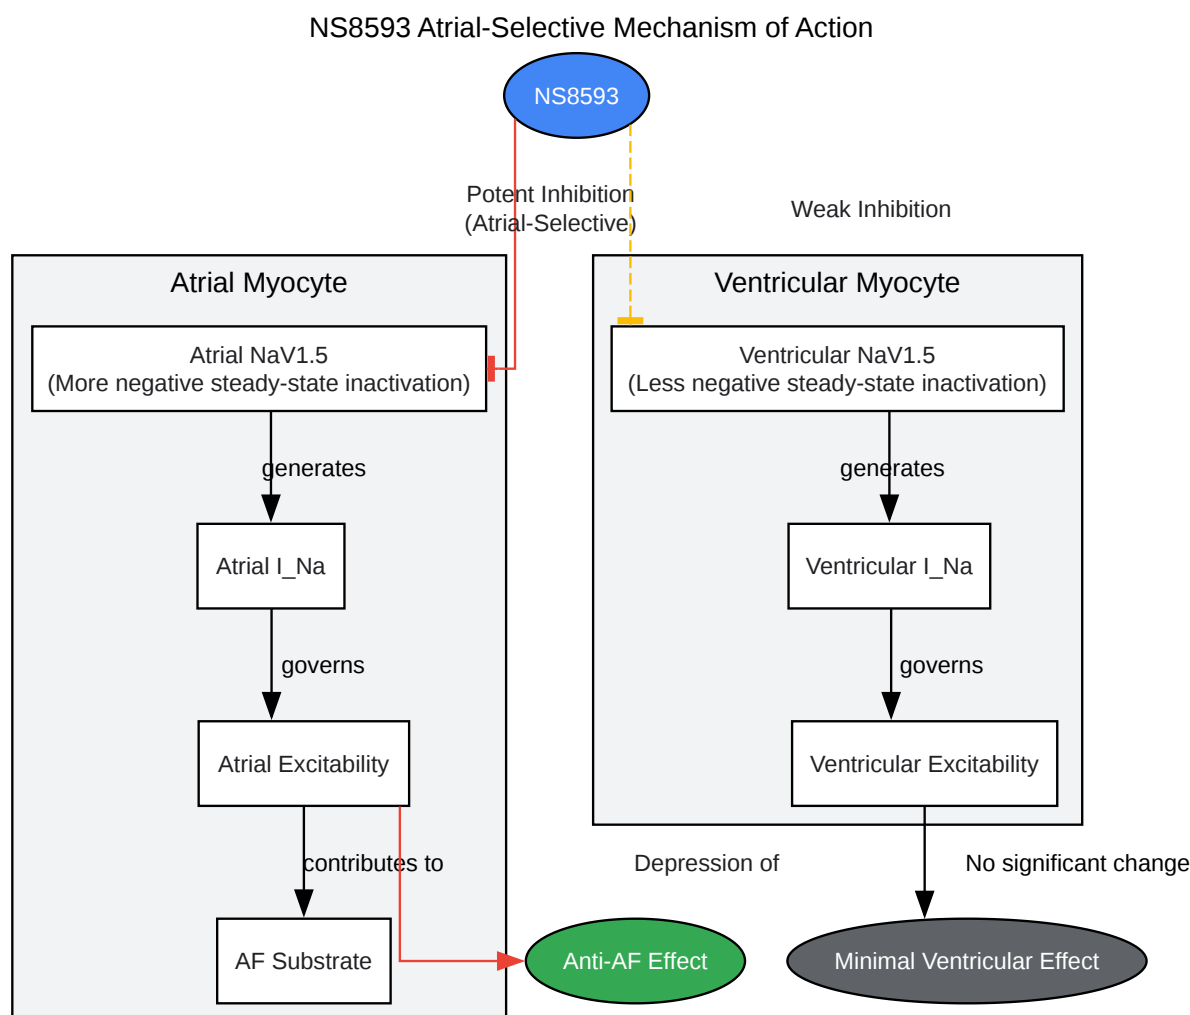 NS8593 Atrial-Selective Mechanism of Action
NS8593
Potent Inhibition
(Atrial-Selective)
Weak Inhibition
Atrial Myocyte
Ventricular Myocyte
Atrial NaV1.5
(More negative steady-state inactivation)
Ventricular NaV1.5
(Less negative steady-state inactivation)
generates
generates
Atrial I_Na
Ventricular I_Na
governs
governs
Atrial Excitability
Ventricular Excitability
contributes to
Depression of
No significant change
AF Substrate
Anti-AF Effect
Minimal Ventricular Effect